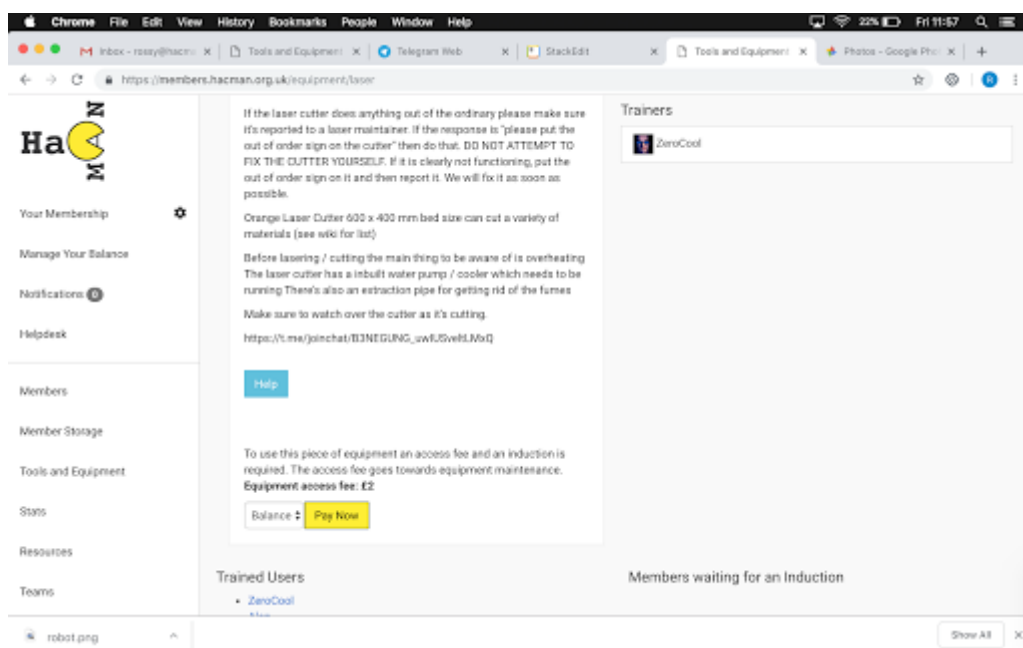 Chrome File Edit View History Bookmarks People Window Help 22% Fri 11:57
Tools and Equipment Telegram Web StackEdit Tools and Equipment Photos - Google
https://members.hacman.org.uk/equipment/laser
HaC
MAN
Your Membership
Manage Your Balance
Notifications 0
Helpdesk
Members
Member Storage
Tools and Equipment
Stats
Resources
Teams
If the laser cutter does anything out of the ordinary please make sure
it's reported to a laser maintainer. If the response is "please put the
out of order sign on the cutter" then do that. DO NOT ATTEMPT TO
FIX THE CUTTER YOURSELF. If it is clearly not functioning, put the
out of order sign on it and then report it. We will fix it as soon as
possible.
Orange Laser Cutter 600 x 400 mm bed size can cut a variety of
materials (see wiki for list)
Before lasering / cutting the main thing to be aware of is overheating
The laser cutter has a inbuilt water pump / cooler which needs to be
running There's also an extraction pipe for getting rid of the fumes
Make sure to watch over the cutter as it's cutting.
Help
To use this piece of equipment an access fee and an induction is
required. The access fee goes towards equipment maintenance.
Equipment access fee: £2
Balance Pay Now
Trainers
ZeroCool
Trained Users
ZeroCool
Members waiting for an Induction
robot.png Show All